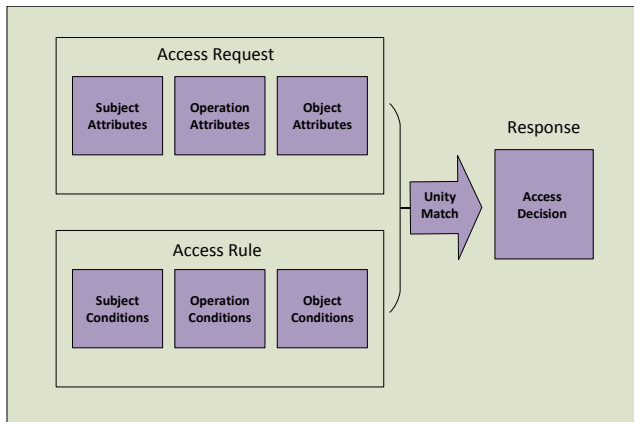 Access Request
Subject
Attributes
Operation
Attributes
Object
Attributes
Access Rule
Subject
Conditions
Operation
Conditions
Object
Conditions
Unity
Match
Response
Access
Decision